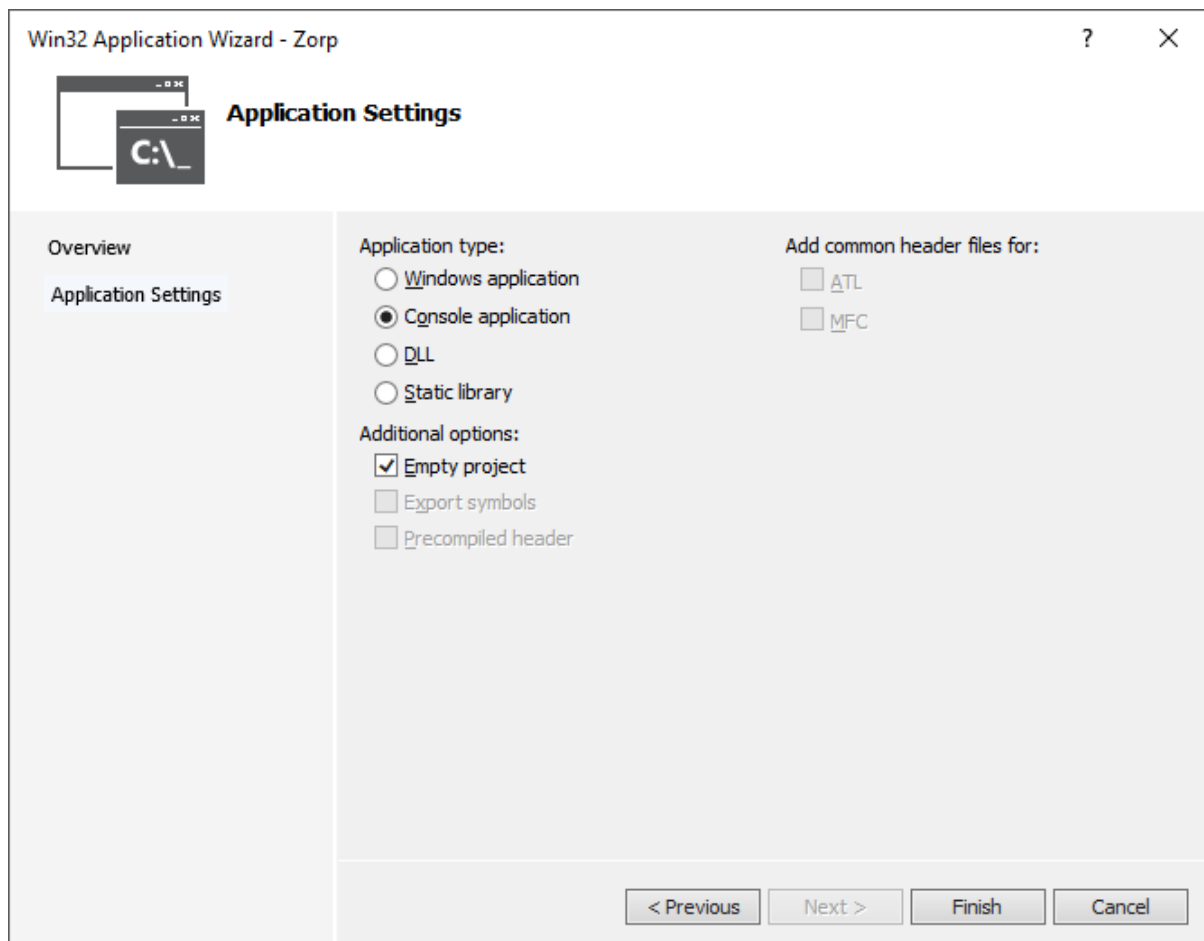 Win32 Application Wizard - Zorp
?
C:\_
Application Settings
Overview
Application Settings
Application type:
Windows application
Console application
DLL
Static library
Additional options:
Empty project
Export symbols
Precompiled header
Add common header files for:
ATL
MFC
< Previous
Next >
Finish
Cancel